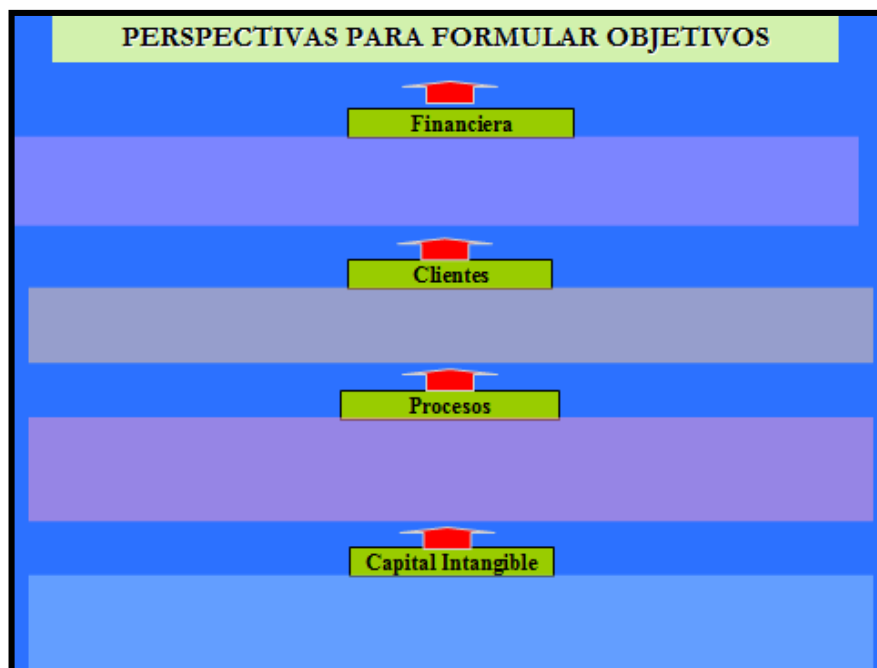 PERSPECTIVAS PARA FORMULAR OBJETIVOS
Financiera
Clientes
Procesos
Capital Intangible